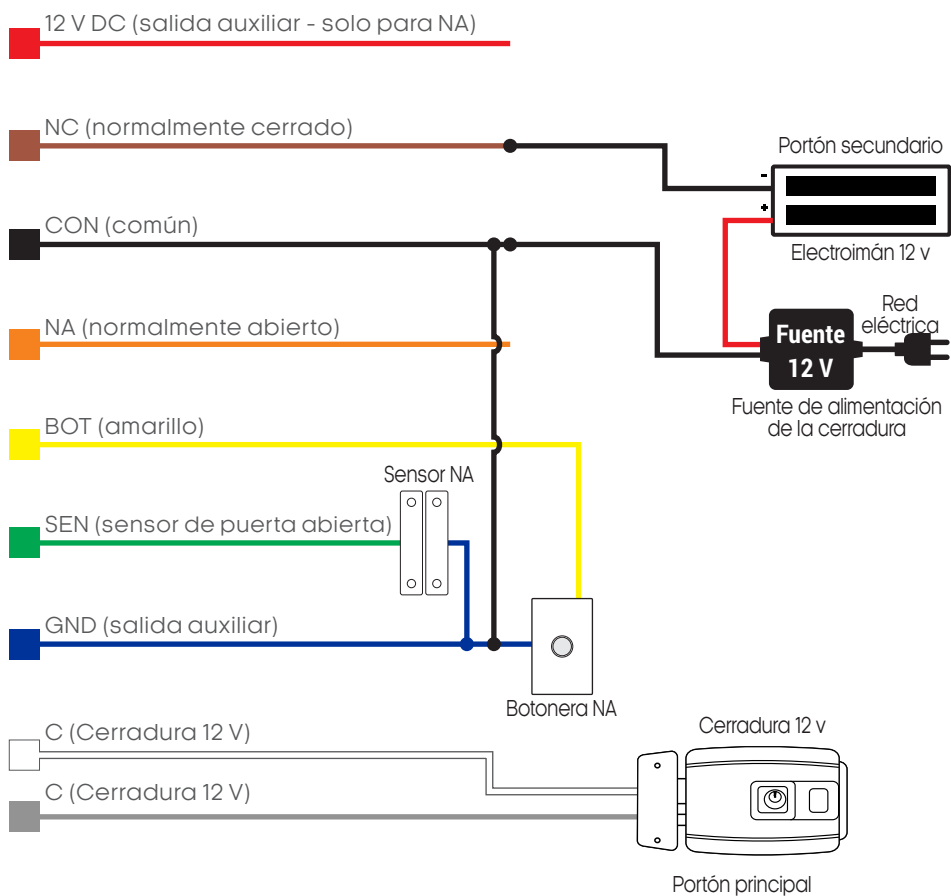 12 V DC (salida auxiliar - solo para NA)
NC (normalmente cerrado)
Portón secundario
-
+
CON (común)
Electroimán 12 v
Red
eléctrica
NA (normalmente abierto)
Fuente
12 V
Fuente de alimentación
de la cerradura
BOT (amarillo)
Sensor NA
SEN (sensor de puerta abierta)
GND (salida auxiliar)
Botonera NA
C (Cerradura 12 V)
Cerradura 12 v
C (Cerradura 12 V)
Portón principal